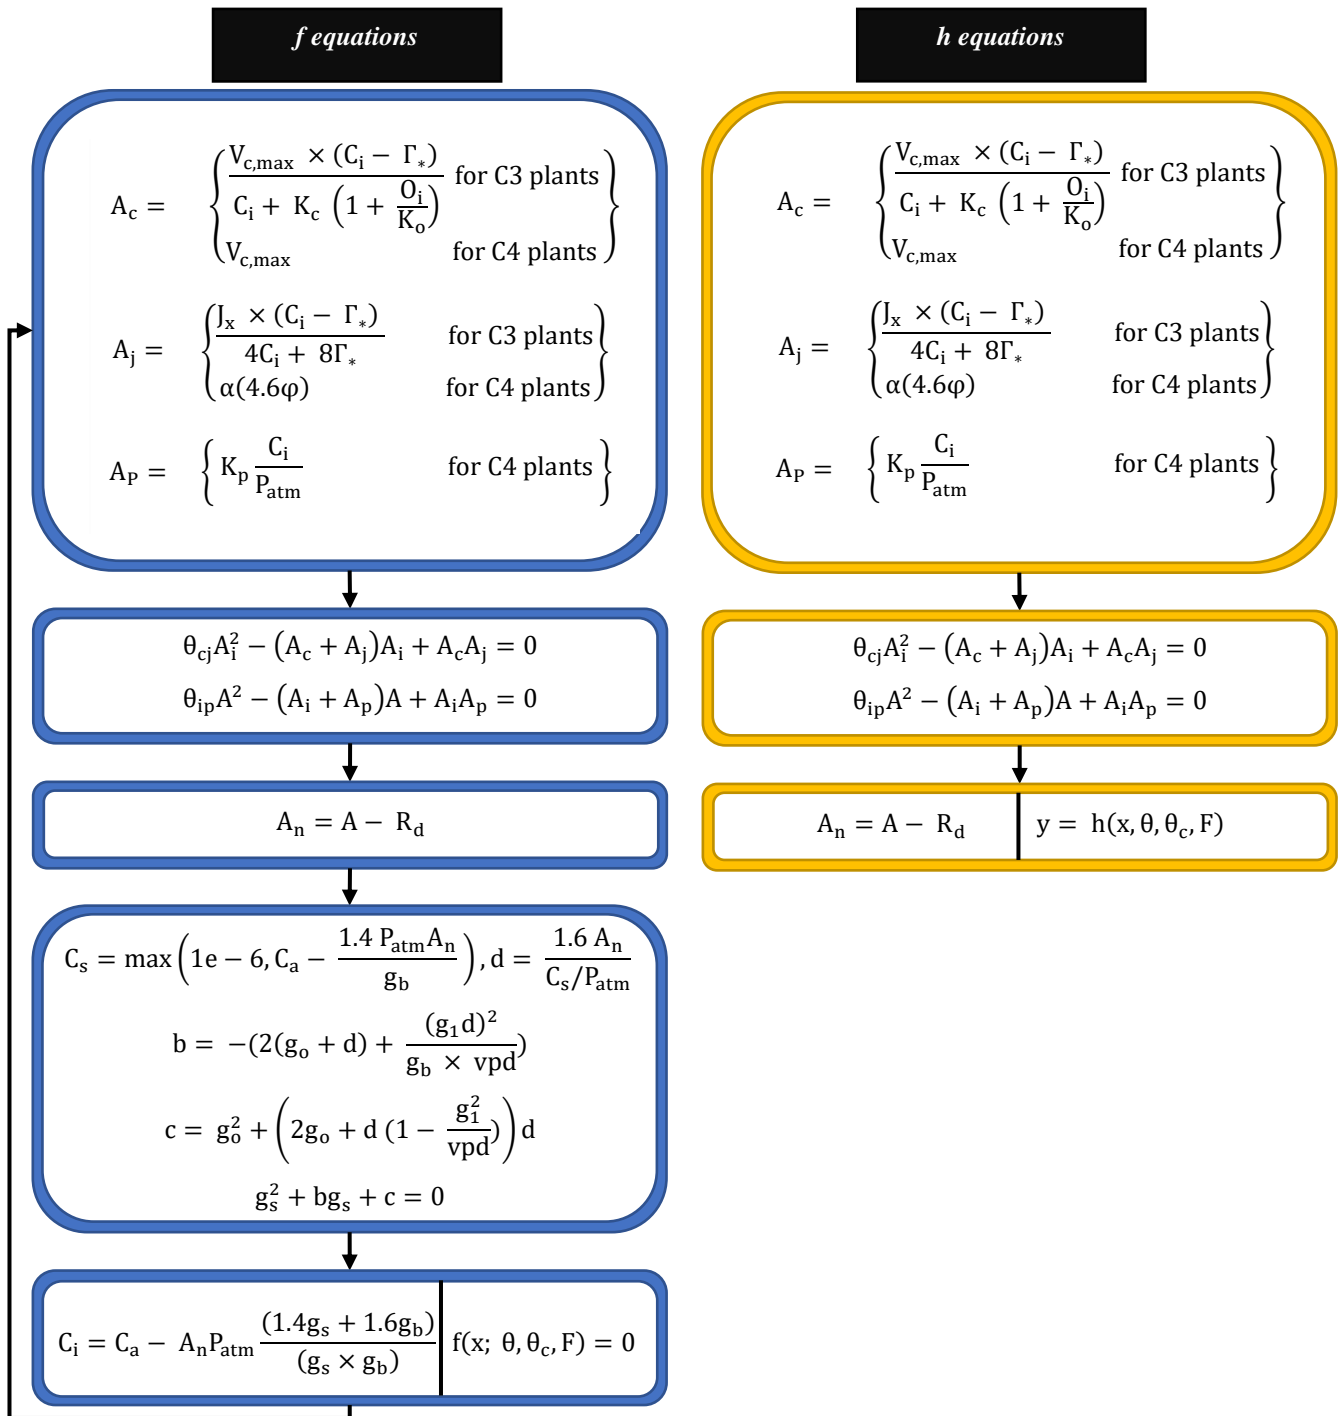 f equations
A_c = { V_c,max × (C_i − Γ_*) / C_i + K_c (1 + O_i / K_o) for C3 plants
V_c,max for C4 plants }
A_j = { J_x × (C_i − Γ_*) / 4C_i + 8Γ_* for C3 plants
α(4.6φ) for C4 plants }
A_P = { K_p C_i / P_atm for C4 plants }
θ_cj A_i^2 − (A_c + A_j)A_i + A_c A_j = 0
θ_ip A^2 − (A_i + A_p)A + A_i A_p = 0
A_n = A − R_d
C_s = max(1e − 6, C_a − 1.4 P_atm A_n / g_b), d = 1.6 A_n / C_s/P_atm
b = −(2(g_o + d) + (g_1 d)^2 / g_b × vpd)
c = g_o^2 + (2g_o + d (1 − g_1^2 / vpd)) d
g_s^2 + bg_s + c = 0
C_i = C_a − A_n P_atm (1.4g_s + 1.6g_b) / (g_s × g_b)
f(x; θ, θ_c, F) = 0
h equations
A_c = { V_c,max × (C_i − Γ_*) / C_i + K_c (1 + O_i / K_o) for C3 plants
V_c,max for C4 plants }
A_j = { J_x × (C_i − Γ_*) / 4C_i + 8Γ_* for C3 plants
α(4.6φ) for C4 plants }
A_P = { K_p C_i / P_atm for C4 plants }
θ_cj A_i^2 − (A_c + A_j)A_i + A_c A_j = 0
θ_ip A^2 − (A_i + A_p)A + A_i A_p = 0
A_n = A − R_d
y = h(x, θ, θ_c, F)